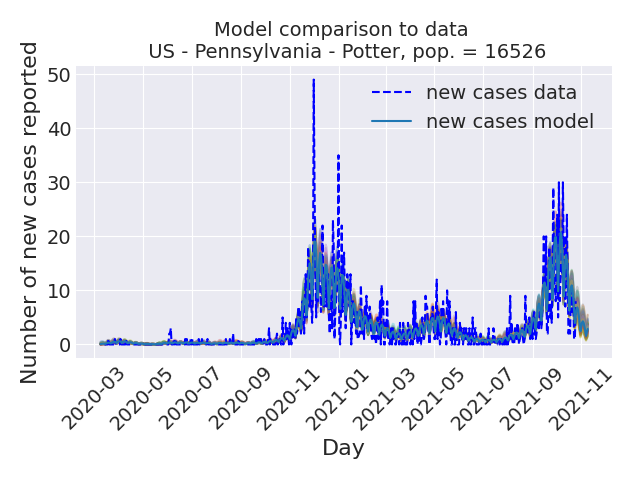 Model comparison to data
US - Pennsylvania - Potter, pop. = 16526
Number of new cases reported
50
40
30
20
10
0
new cases data
new cases model
2020-03
2020-05
2020-07
2020-09
2020-11
2021-01
2021-03
2021-05
2021-07
2021-09
2021-11
Day